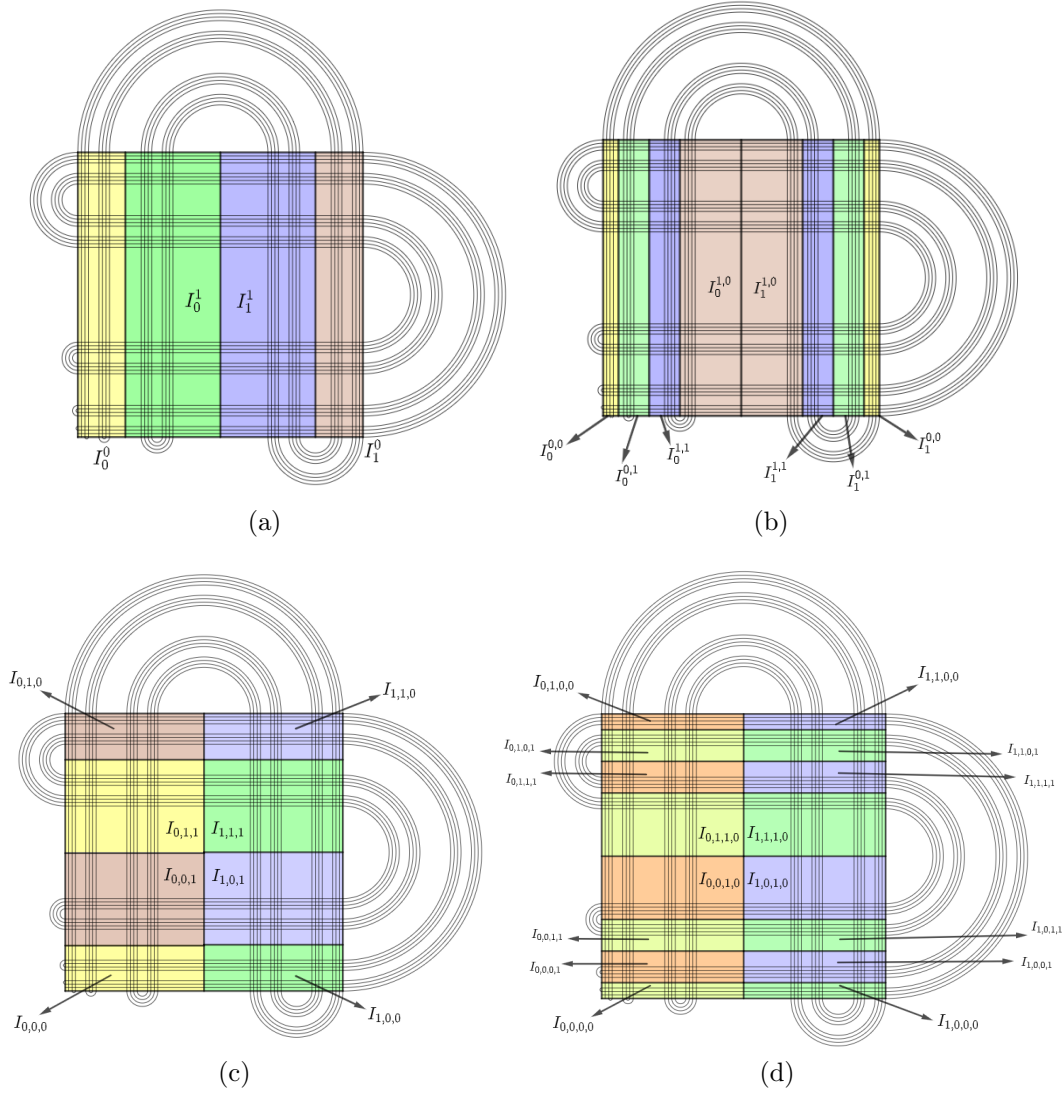 I_0^1 I_1^1
I_0^0 I_1^0
(a)
I_0^{1,0} I_1^{1,0}
I_0^{0,0} I_0^{0,1} I_0^{1,1} I_1^{1,1} I_1^{0,1} I_1^{0,0}
(b)
I_{0,1,0} I_{1,1,0}
I_{0,1,1} I_{1,1,1}
I_{0,0,1} I_{1,0,1}
I_{0,0,0} I_{1,0,0}
(c)
I_{0,1,0,0} I_{1,1,0,0}
I_{0,1,0,1} I_{1,1,0,1}
I_{0,1,1,1} I_{1,1,1,1}
I_{0,1,1,0} I_{1,1,1,0}
I_{0,0,1,0} I_{1,0,1,0}
I_{0,0,1,1} I_{1,0,1,1}
I_{0,0,0,1} I_{1,0,0,1}
I_{0,0,0,0} I_{1,0,0,0}
(d)